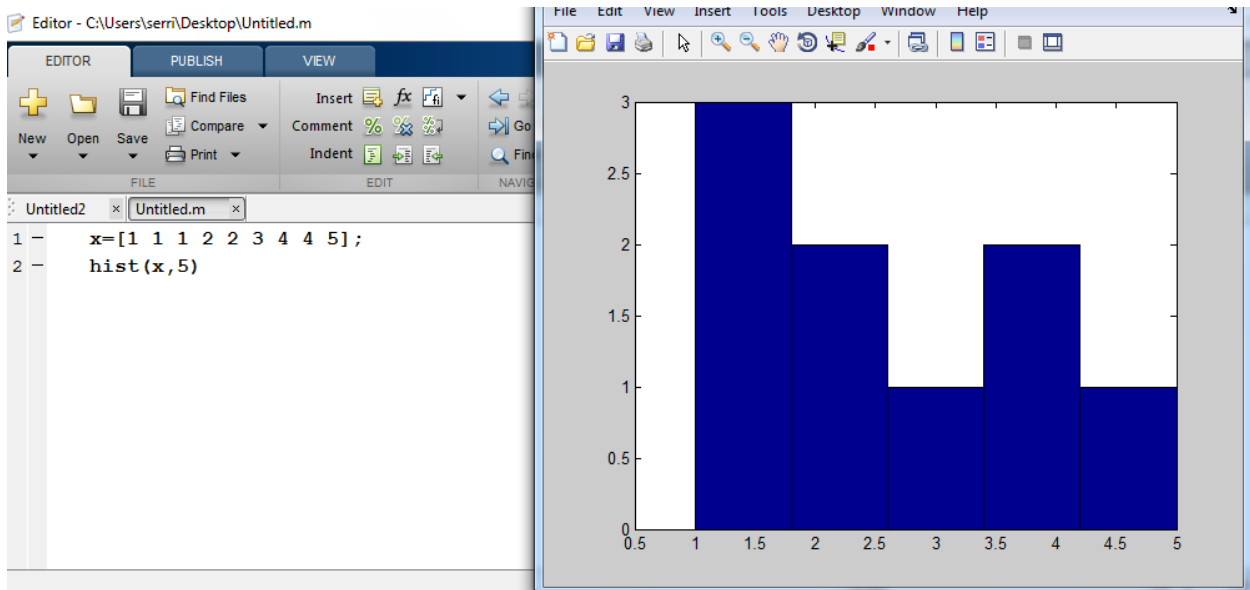 Editor - C:\Users\serri\Desktop\Untitled.m
EDITOR PUBLISH VIEW
New
Open
Save
Find Files
Compare
Print
FILE
Insert fx
Comment
Indent
EDIT
Go
NAVIG
Untitled2 × Untitled.m ×
1 – x=[1 1 1 2 2 3 4 4 5];
2 – hist(x,5)
File Edit View Insert Tools Desktop Window Help
3
2.5
2
1.5
1
0.5
0
0.5 1 1.5 2 2.5 3 3.5 4 4.5 5